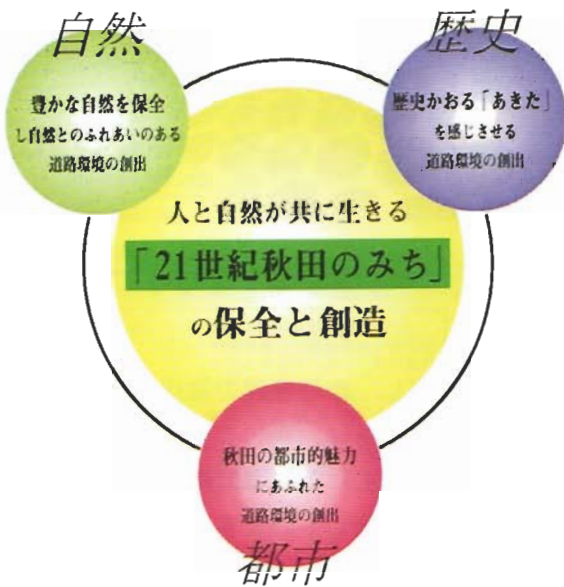 自然
豊かな自然を保全
し自然とのふれあいのある
道路環境の創出
歴史
歴史かおる「あきた」
を感じさせる
道路環境の創出
人と自然が共に生きる
「21世紀秋田のみち」
の保全と創造
秋田の都市的魅力
にあふれた
道路環境の創出
都市